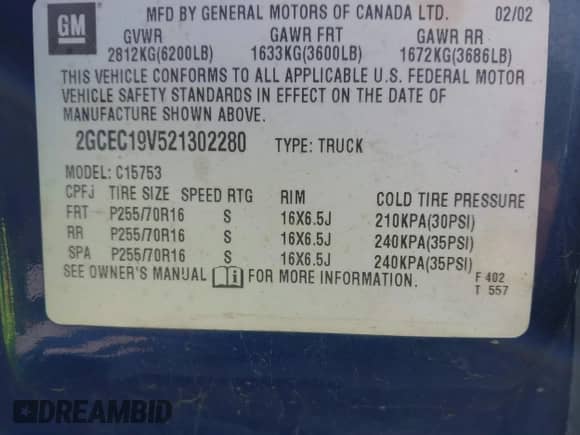 GM
MFD BY GENERAL MOTORS OF CANADA LTD. 02/02
GVWR GAWR FRT GAWR RR
2812KG(6200LB) 1633KG(3600LB) 1672KG(3686LB)
THIS VEHICLE CONFORMS TO ALL APPLICABLE U.S. FEDERAL MOTOR
VEHICLE SAFETY STANDARDS IN EFFECT ON THE DATE OF
MANUFACTURE SHOWN ABOVE.
2GCEC19V521302280 TYPE: TRUCK
MODEL: C15753
CPFJ TIRE SIZE SPEED RTG RIM COLD TIRE PRESSURE
FRT P255/70R16 S 16X6.5J 210KPA(30PSI)
RR P255/70R16 S 16X6.5J 240KPA(35PSI)
SPA P255/70R16 S 16X6.5J 240KPA(35PSI)
SEE OWNER'S MANUAL FOR MORE INFORMATION.
F 402
T 557
DREAMBID